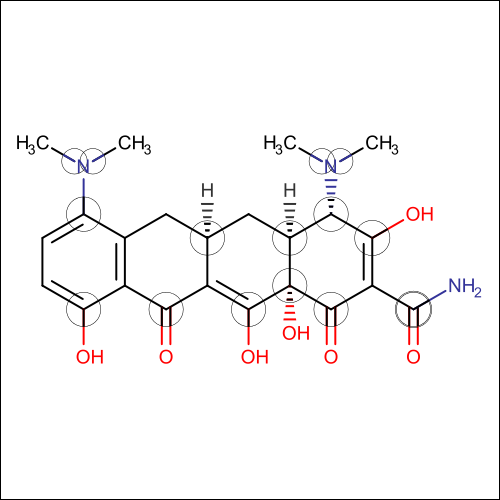 H₃C CH₃ H₃C CH₃
N N
H H
OH
NH₂
OH
OH O OH O O